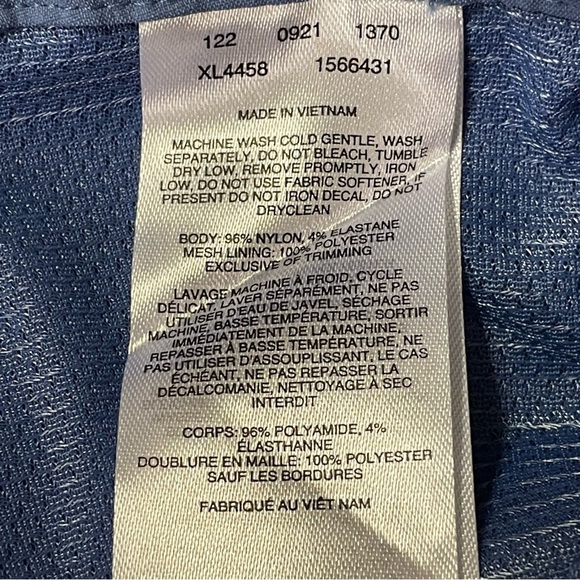 122 0921 1370
XL4458 1566431
MADE IN VIETNAM
MACHINE WASH COLD GENTLE, WASH
SEPARATELY, DO NOT BLEACH, TUMBLE
DRY LOW, REMOVE PROMPTLY, IRON
LOW, DO NOT USE FABRIC SOFTENER, IF
PRESENT DO NOT IRON DECAL, DO NOT
DRYCLEAN
BODY: 96% NYLON, 4% ELASTANE
MESH LINING: 100% POLYESTER
EXCLUSIVE OF TRIMMING
LAVAGE MACHINE À FROID, CYCLE
DÉLICAT, LAVER SÉPARÉMENT, NE PAS
UTILISER D'EAU DE JAVEL, SÉCHAGE
MACHINE, BASSE TEMPÉRATURE, SORTIR
IMMÉDIATEMENT DE LA MACHINE,
REPASSER À BASSE TEMPÉRATURE, NE
PAS UTILISER D'ASSOUPLISSANT, LE CAS
ÉCHÉANT, NE PAS REPASSER LA
DÉCALCOMANIE, NETTOYAGE À SEC
INTERDIT
CORPS: 96% POLYAMIDE, 4%
ÉLASTHANNE
DOUBLURE EN MAILLE: 100% POLYESTER
SAUF LES BORDURES
FABRIQUÉ AU VIÊT NAM